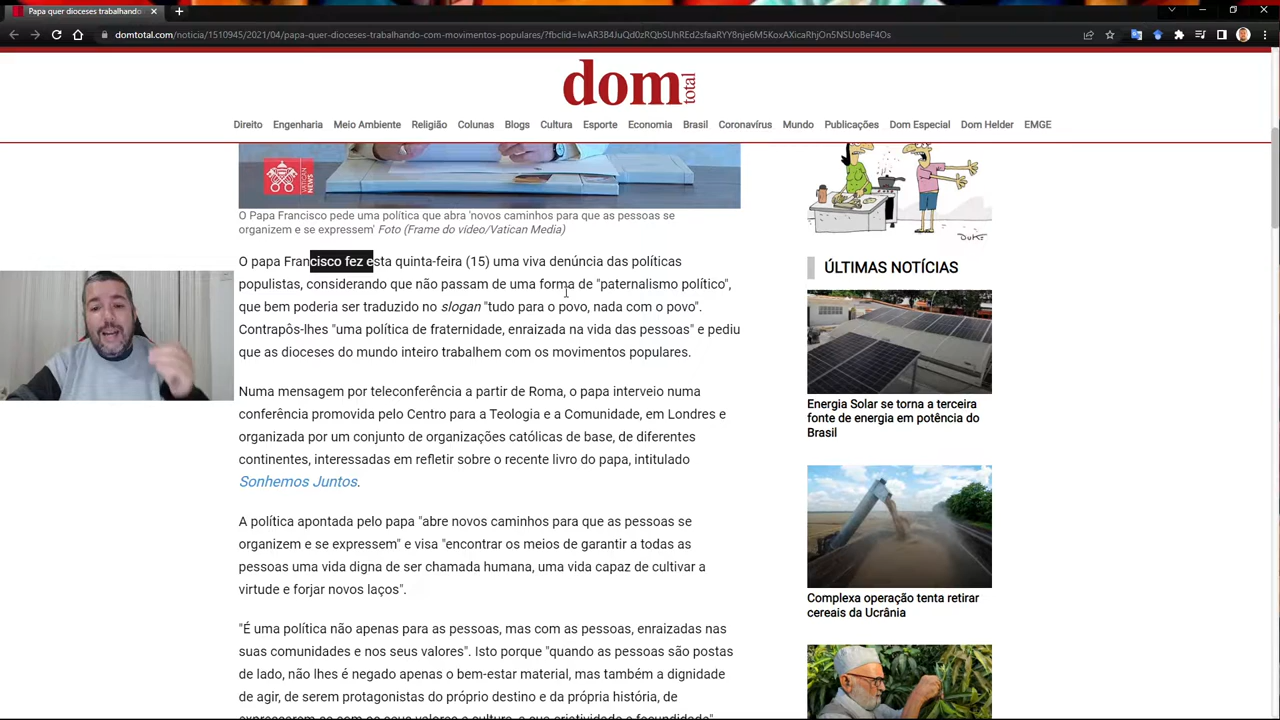 Papa quer dioceses trabalhando
domtotal.com/noticia/1510945/2021/04/papa-quer-dioceses-trabalhando-com-movimentos-populares/?fbclid=IwAR3B4JuQd0zRQbSUhREd2sfaaRYY8nje6M5KoxAXicaRhjOn5NSUoBeF4Os
dom total
Direito Engenharia Meio Ambiente Religião Colunas Blogs Cultura Esporte Economia Brasil Coronavírus Mundo Publicações Dom Especial Dom Helder EMGE
VATICAN NEWS
O Papa Francisco pede uma política que abra 'novos caminhos para que as pessoas se
organizem e se expressem' Foto (Frame do vídeo/Vatican Media)
O papa Francisco fez esta quinta-feira (15) uma viva denúncia das políticas
populistas, considerando que não passam de uma forma de "paternalismo político",
que bem poderia ser traduzido no slogan "tudo para o povo, nada com o povo".
Contrapôs-lhes "uma política de fraternidade, enraizada na vida das pessoas" e pediu
que as dioceses do mundo inteiro trabalhem com os movimentos populares.
Numa mensagem por teleconferência a partir de Roma, o papa interveio numa
conferência promovida pelo Centro para a Teologia e a Comunidade, em Londres e
organizada por um conjunto de organizações católicas de base, de diferentes
continentes, interessadas em refletir sobre o recente livro do papa, intitulado
Sonhemos Juntos.
A política apontada pelo papa "abre novos caminhos para que as pessoas se
organizem e se expressem" e visa "encontrar os meios de garantir a todas as
pessoas uma vida digna de ser chamada humana, uma vida capaz de cultivar a
virtude e forjar novos laços".
"É uma política não apenas para as pessoas, mas com as pessoas, enraizadas nas
suas comunidades e nos seus valores". Isto porque "quando as pessoas são postas
de lado, não lhes é negado apenas o bem-estar material, mas também a dignidade
de agir, de serem protagonistas do próprio destino e da própria história, de
expressarem-se com os seus valores e cultura, a sua criatividade e fecundidade".
DUKE
ÚLTIMAS NOTÍCIAS
Energia Solar se torna a terceira
fonte de energia em potência do
Brasil
Complexa operação tenta retirar
cereais da Ucrânia